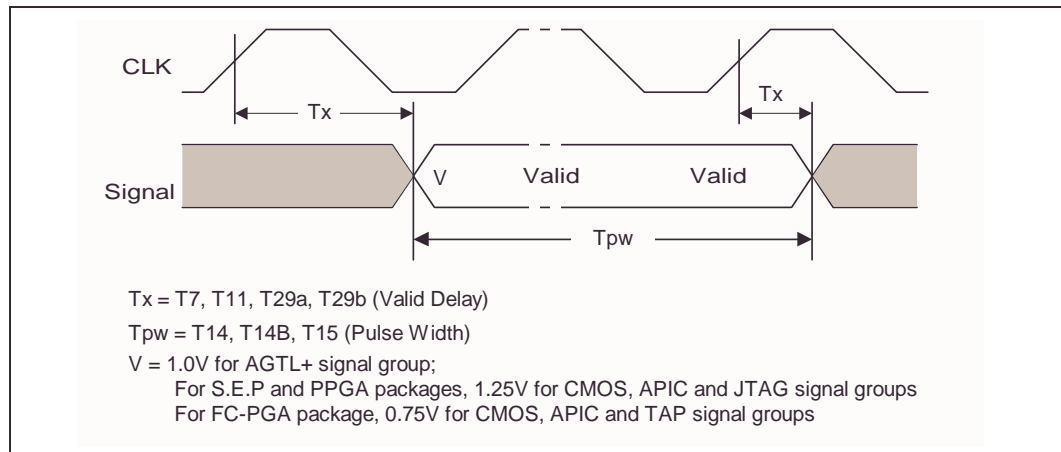 CLK
Tx
Tx
Signal
V
Valid
Valid
Tpw
Tx = T7, T11, T29a, T29b (Valid Delay)
Tpw = T14, T14B, T15 (Pulse Width)
V = 1.0V for AGTL+ signal group;
For S.E.P and PPGA packages, 1.25V for CMOS, APIC and JTAG signal groups
For FC-PGA package, 0.75V for CMOS, APIC and TAP signal groups